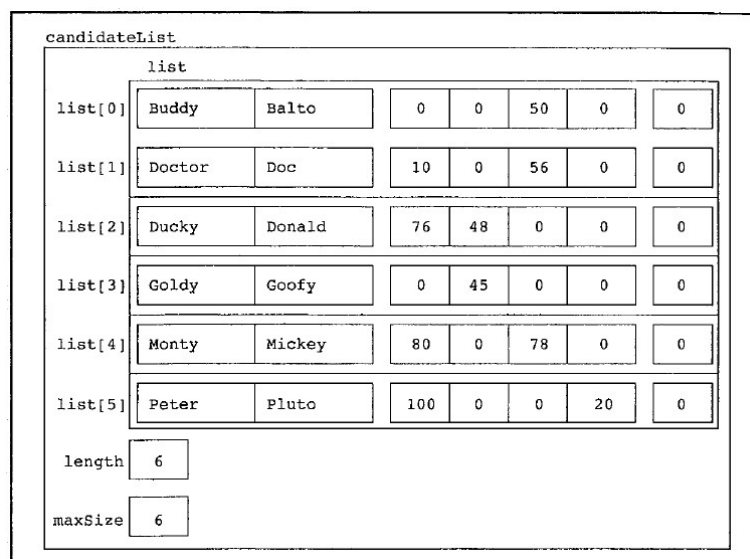 candidateList
list
list[0] Buddy Balto 0 0 50 0 0
list[1] Doctor Doc 10 0 56 0 0
list[2] Ducky Donald 76 48 0 0 0
list[3] Goldy Goofy 0 45 0 0 0
list[4] Monty Mickey 80 0 78 0 0
list[5] Peter Pluto 100 0 0 20 0
length 6
maxSize 6